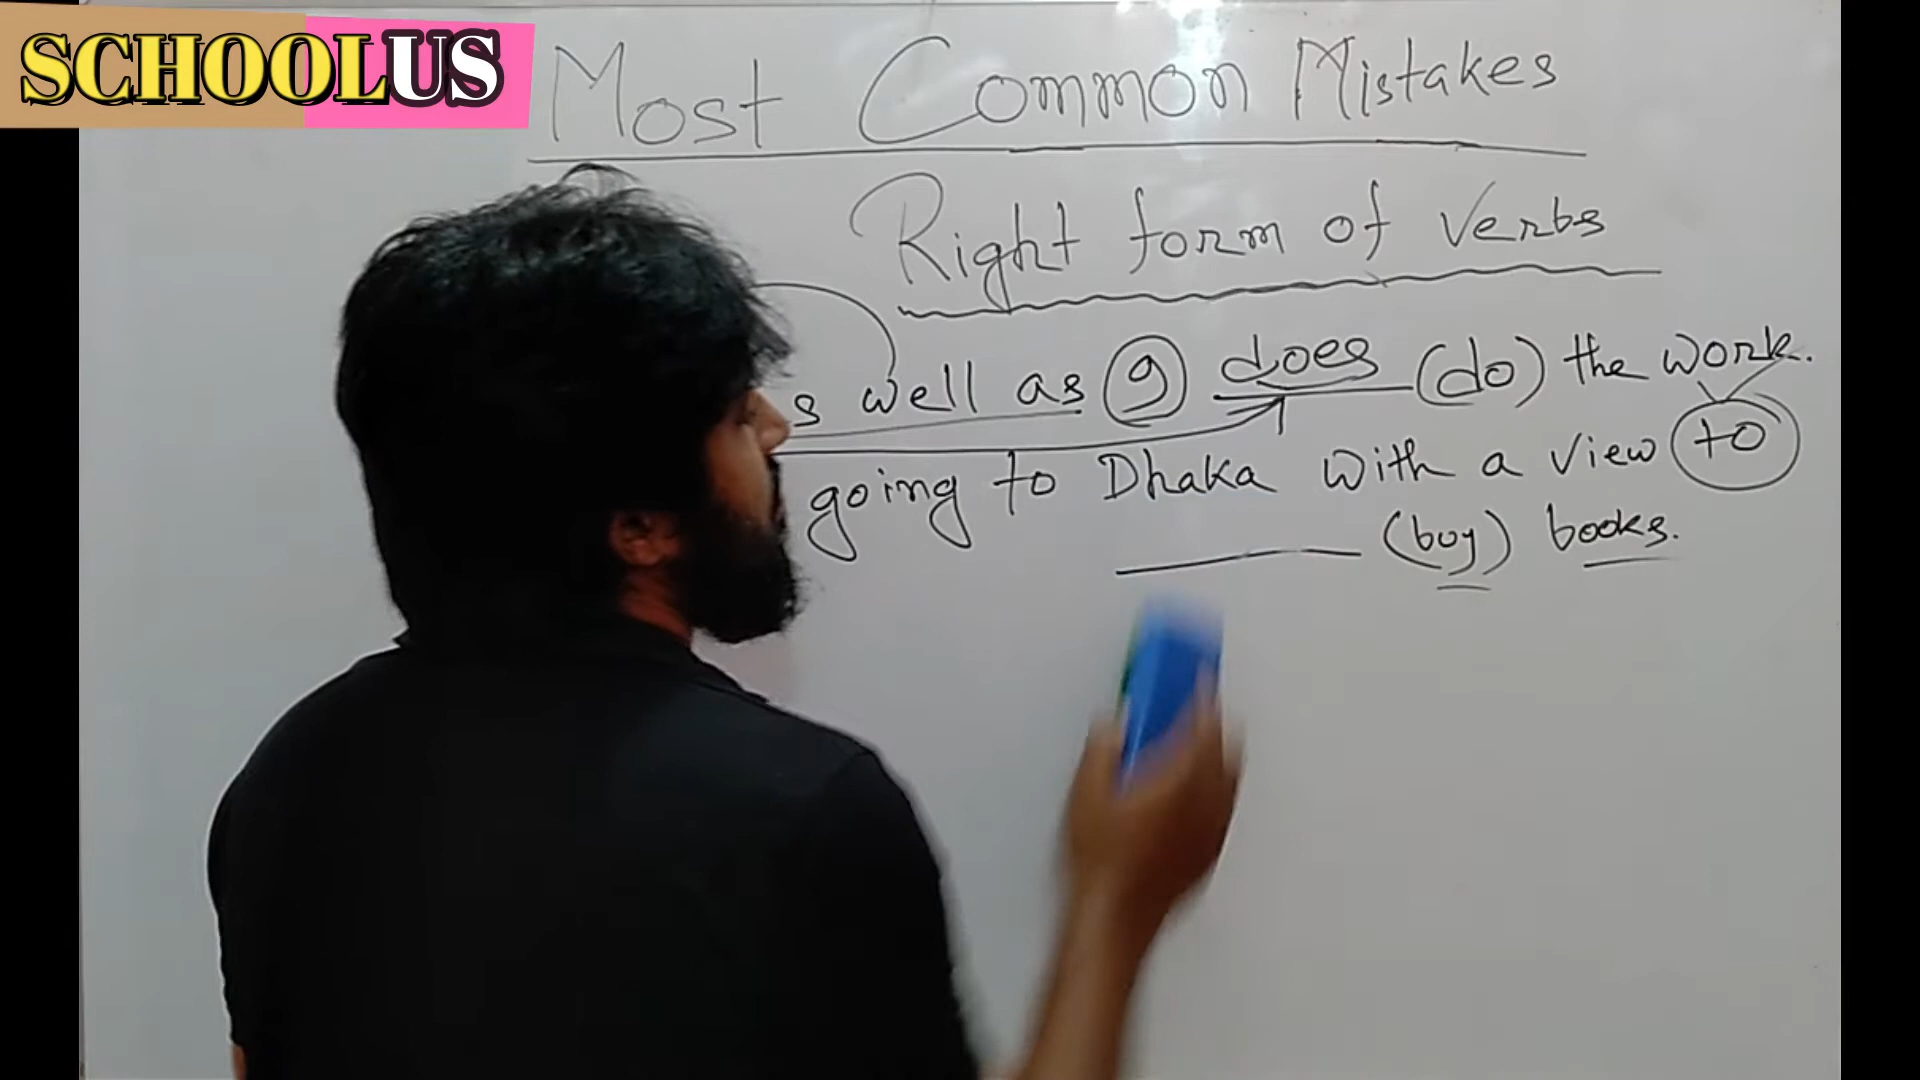 SCHOOLUS
Most Common Mistakes
Right form of Verbs
s well as 9 does (do) the work.
going to Dhaka with a view to
(buy) books.